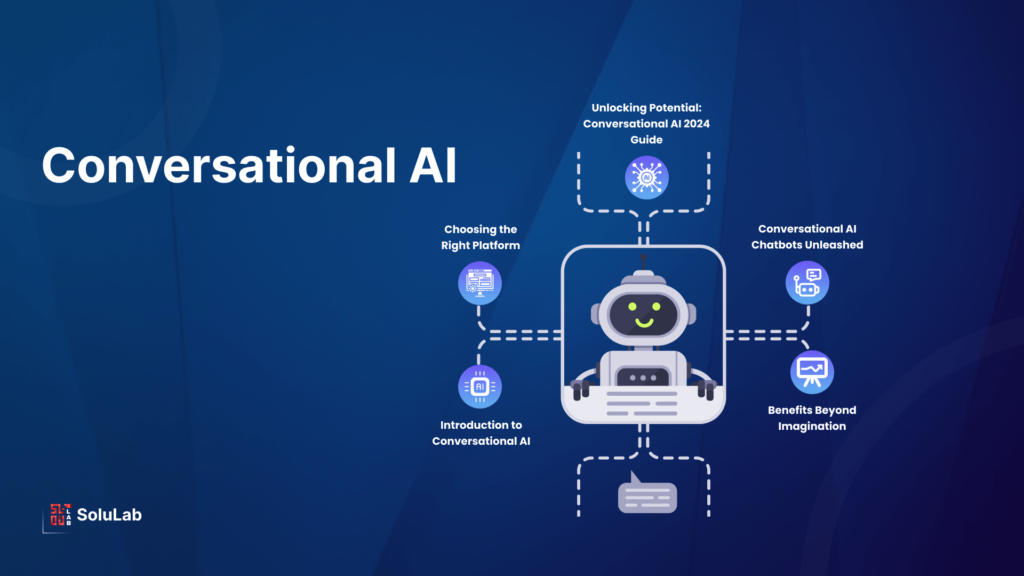 Conversational AI
Unlocking Potential:
Conversational AI 2024
Guide
Choosing the
Right Platform
Conversational AI
Chatbots Unleashed
AI
Introduction to
Conversational AI
Benefits Beyond
Imagination
SoluLab